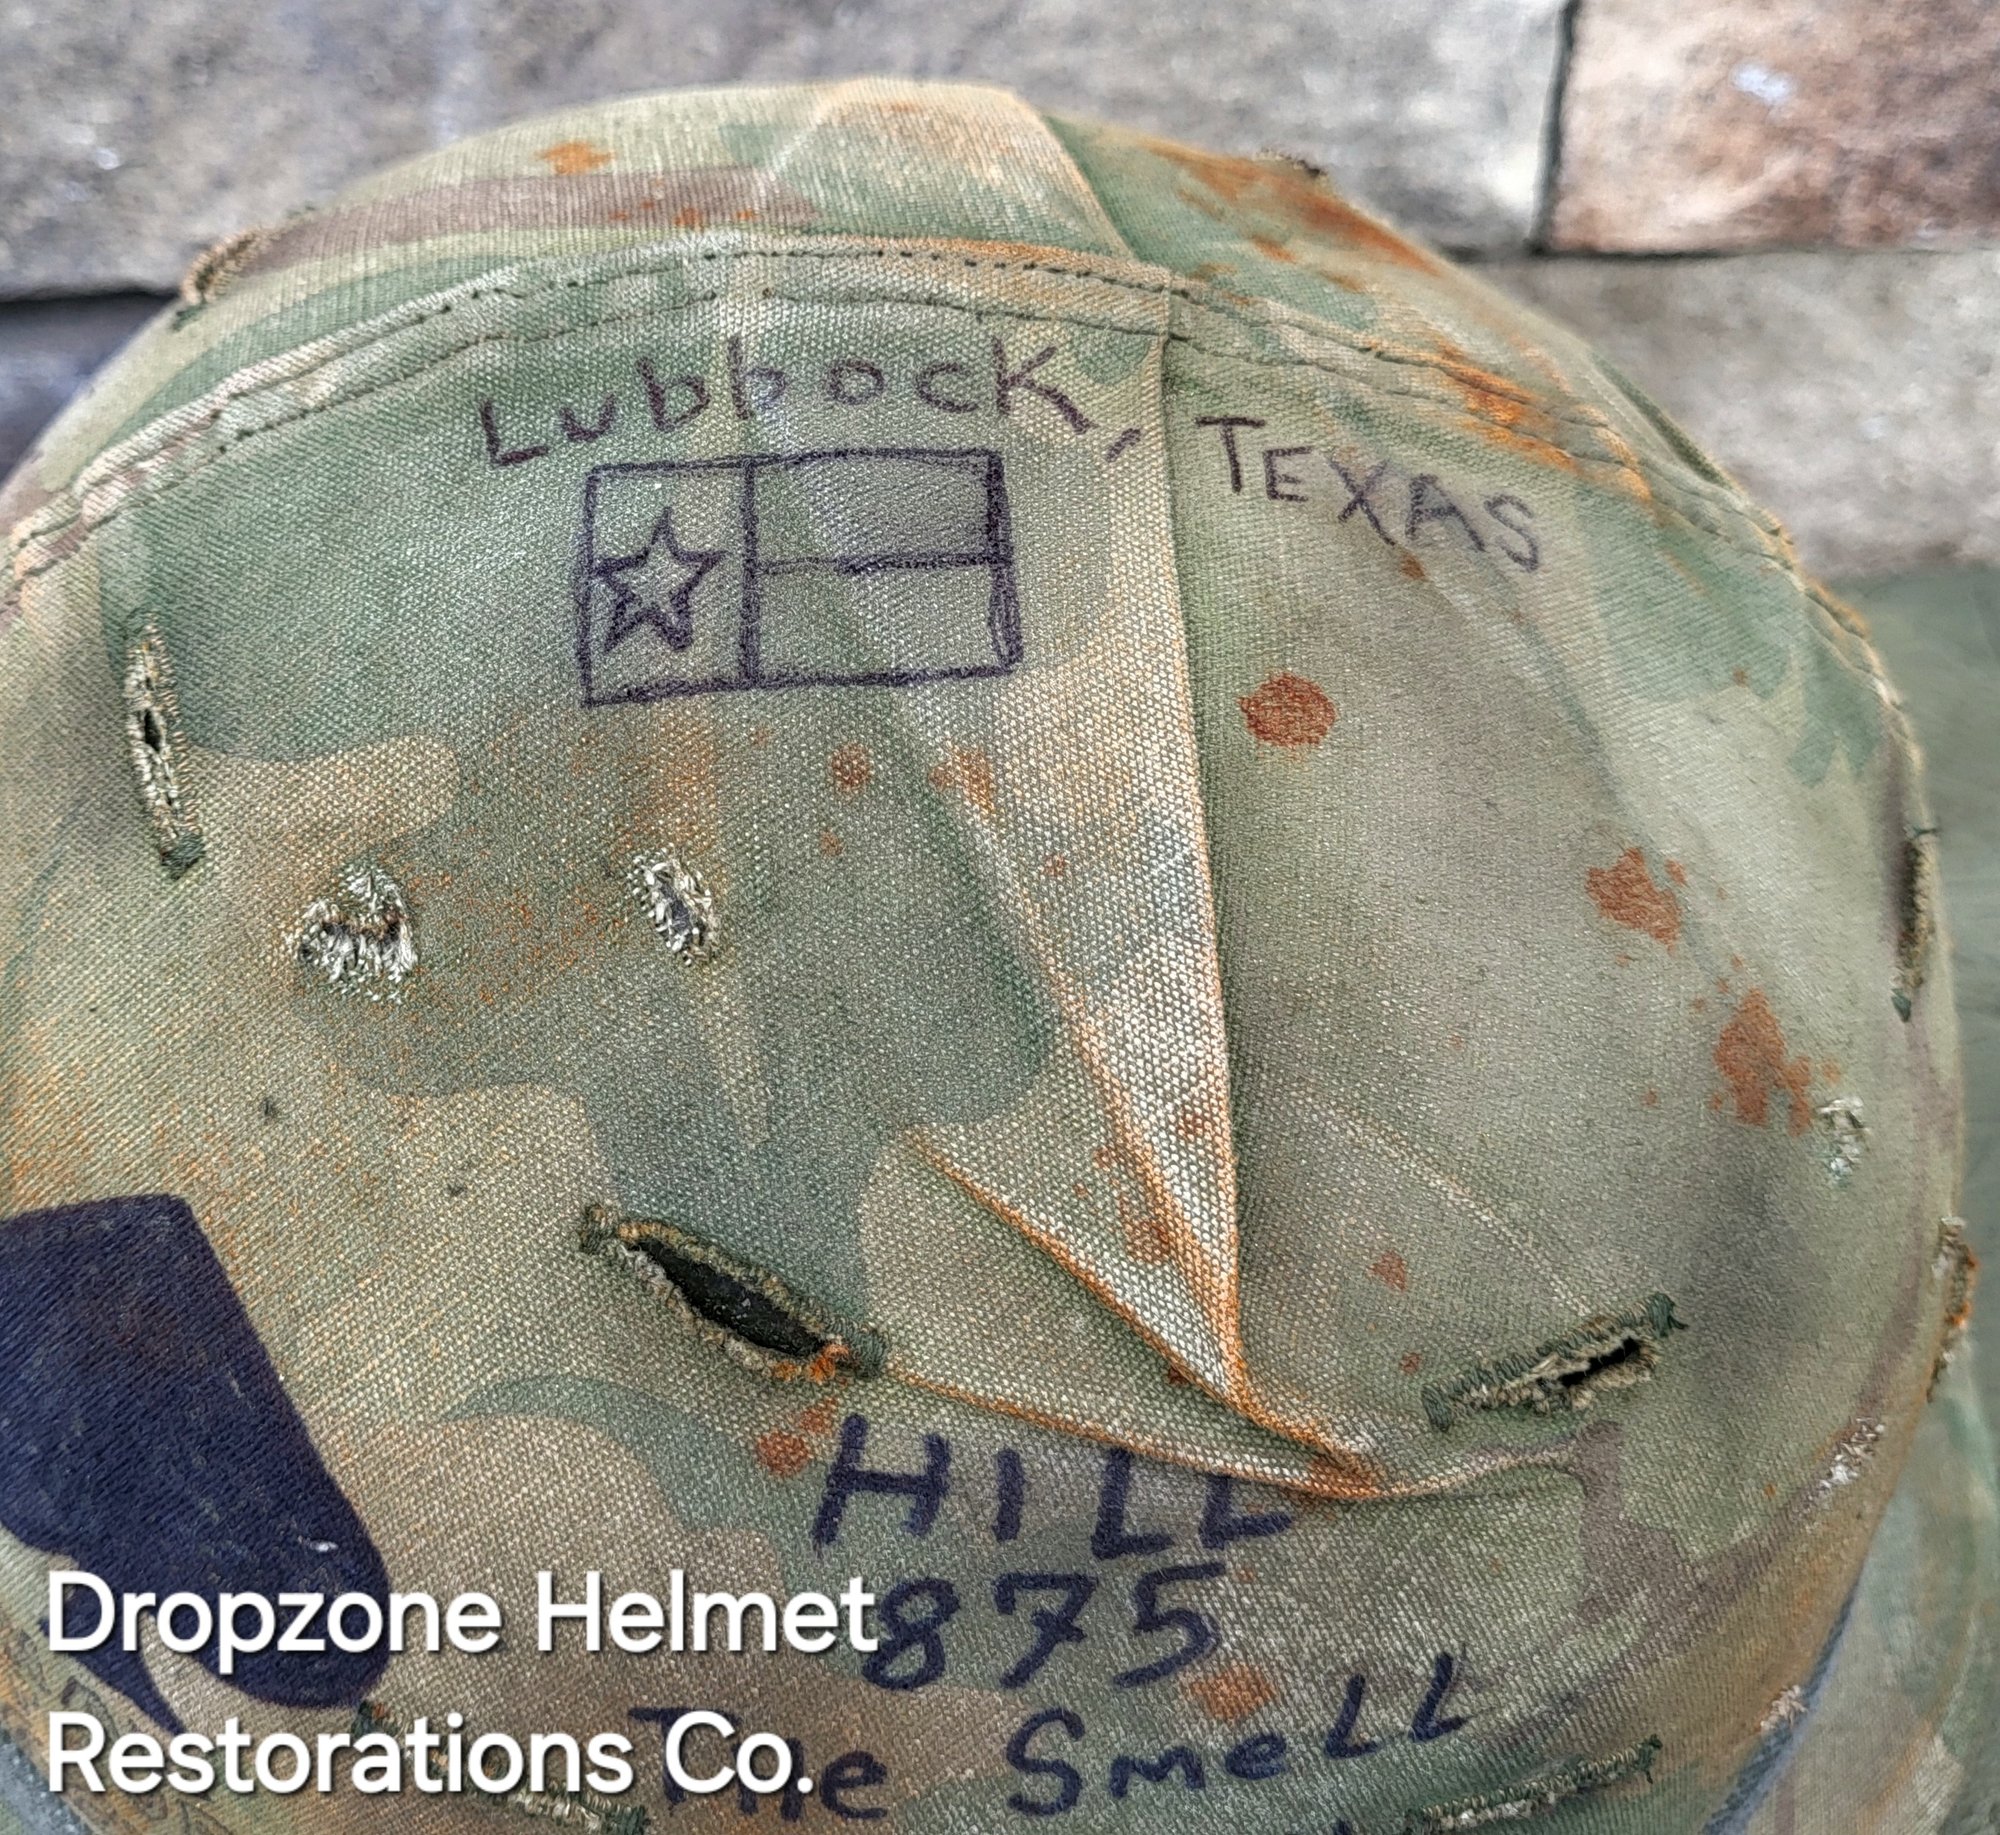 Lubbock, TEXAS
HILL
875
The SmeLL
Dropzone Helmet
Restorations Co.